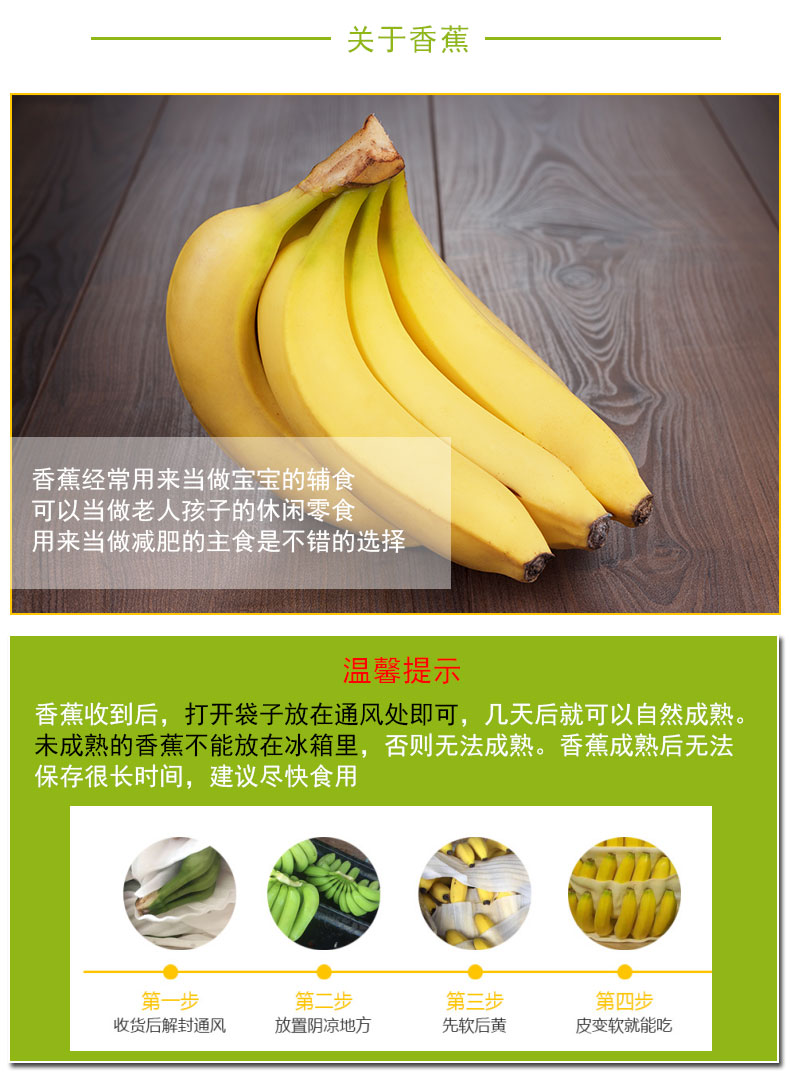 关于香蕉
香蕉经常用来当做宝宝的辅食
可以当做老人孩子的休闲零食
用来当做减肥的主食是不错的选择
温馨提示
香蕉收到后，打开袋子放在通风处即可，几天后就可以自然成熟。
未成熟的香蕉不能放在冰箱里，否则无法成熟。香蕉成熟后无法
保存很长时间，建议尽快食用
第一步 第二步 第三步 第四步
收货后解封通风 放置阴凉地方 先软后黄 皮变软就能吃